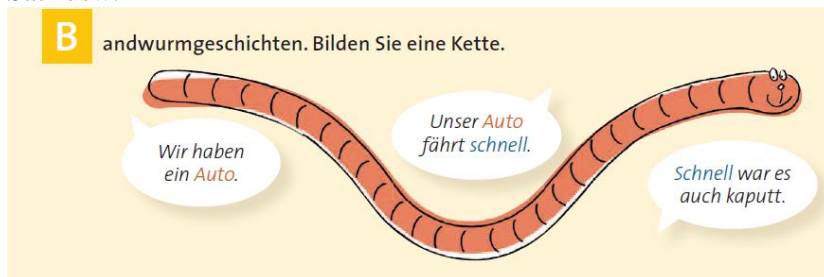 B andwurmgeschichten. Bilden Sie eine Kette.
Wir haben
ein Auto.
Unser Auto
fährt schnell.
Schnell war es
auch kaputt.